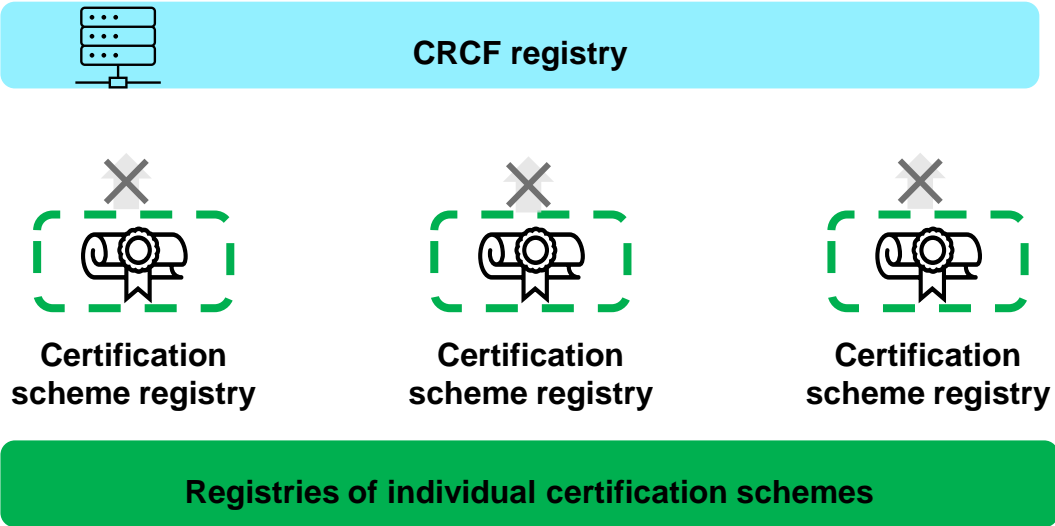 CRCF registry
Certification
scheme registry
Certification
scheme registry
Certification
scheme registry
Registries of individual certification schemes